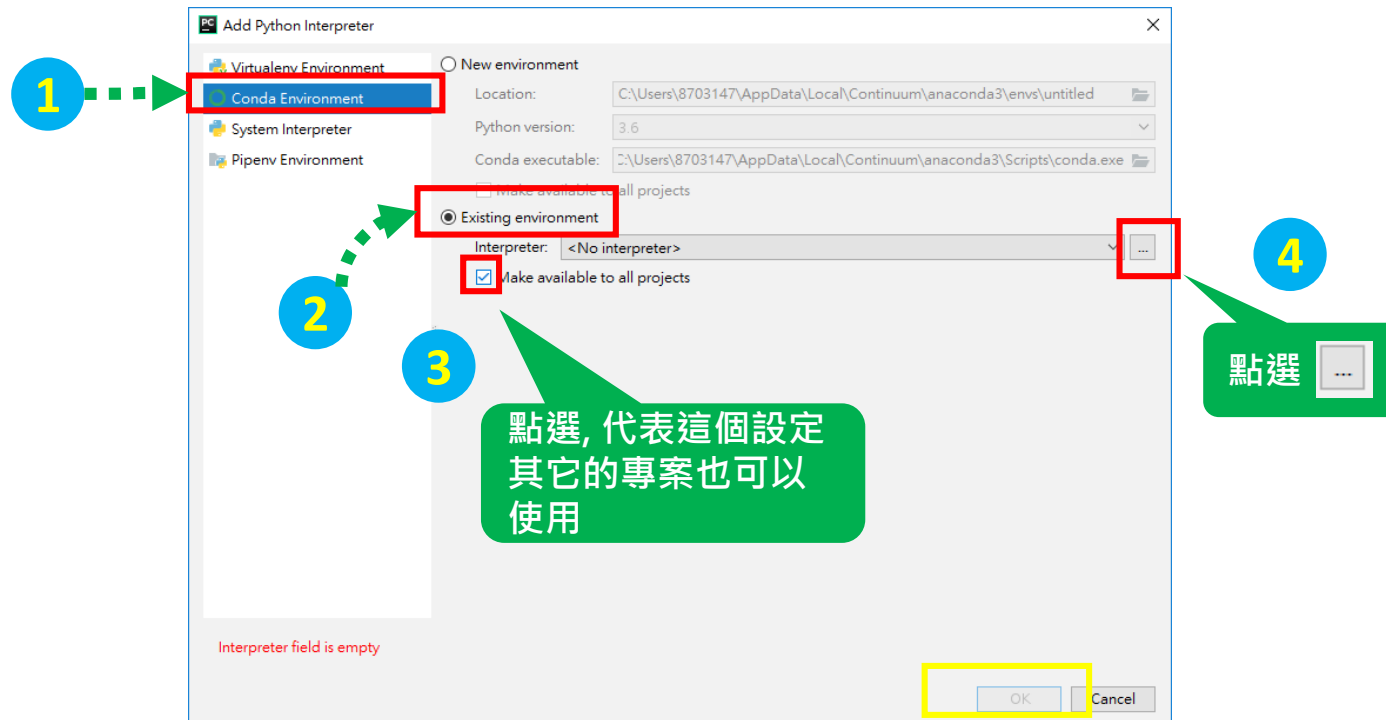 PC Add Python Interpreter
1
Virtualenv Environment
Conda Environment
System Interpreter
Pipenv Environment
New environment
Location: C:\Users\8703147\AppData\Local\Continuum\anaconda3\envs\untitled
Python version: 3.6
Conda executable: C:\Users\8703147\AppData\Local\Continuum\anaconda3\Scripts\conda.exe
Make available to all projects
2
Existing environment
Interpreter: <No interpreter> ...
Make available to all projects
3
點選, 代表這個設定
其它的專案也可以
使用
4
點選 ...
Interpreter field is empty
OK Cancel